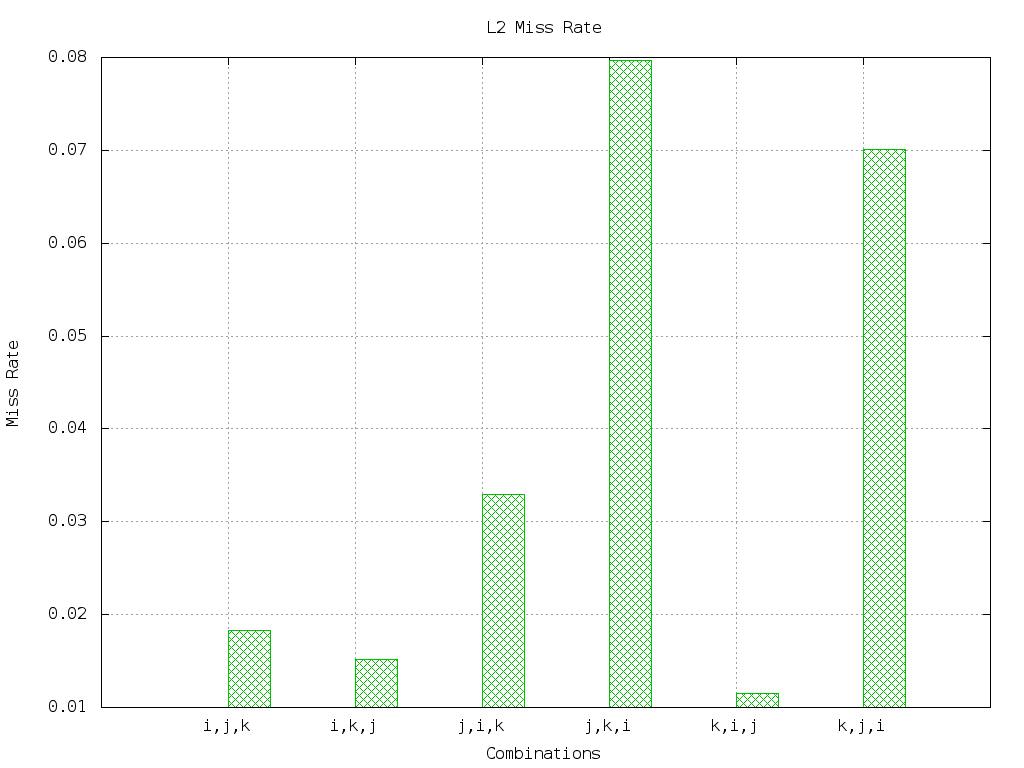 L2 Miss Rate
0.08
0.07
0.06
0.05
0.04
0.03
0.02
0.01
Miss Rate
i,j,k i,k,j j,i,k j,k,i k,i,j k,j,i
Combinations